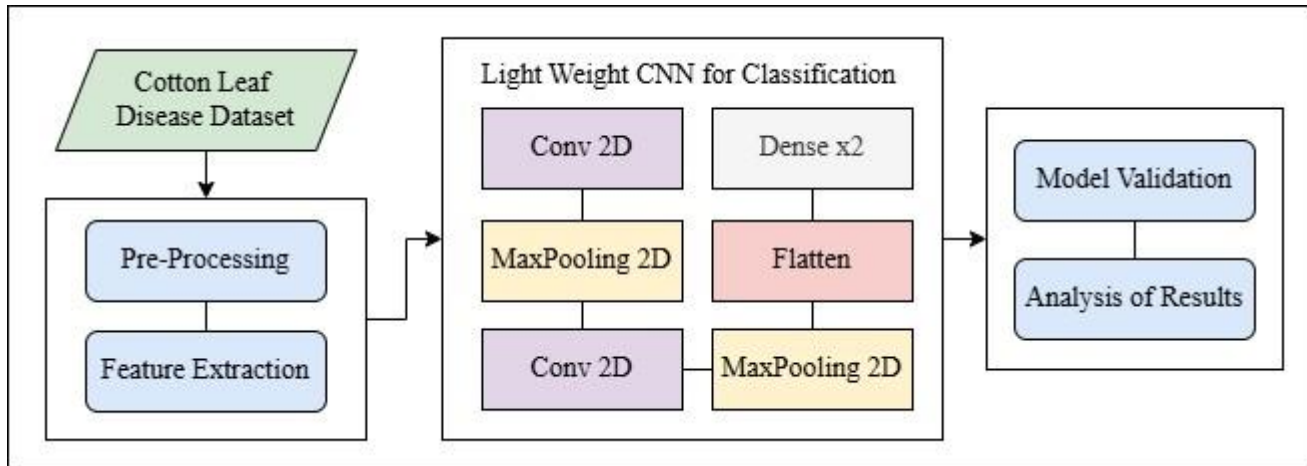 Cotton Leaf
Disease Dataset
Pre-Processing
Feature Extraction
Light Weight CNN for Classification
Conv 2D
MaxPooling 2D
Conv 2D
MaxPooling 2D
Flatten
Dense x2
Model Validation
Analysis of Results